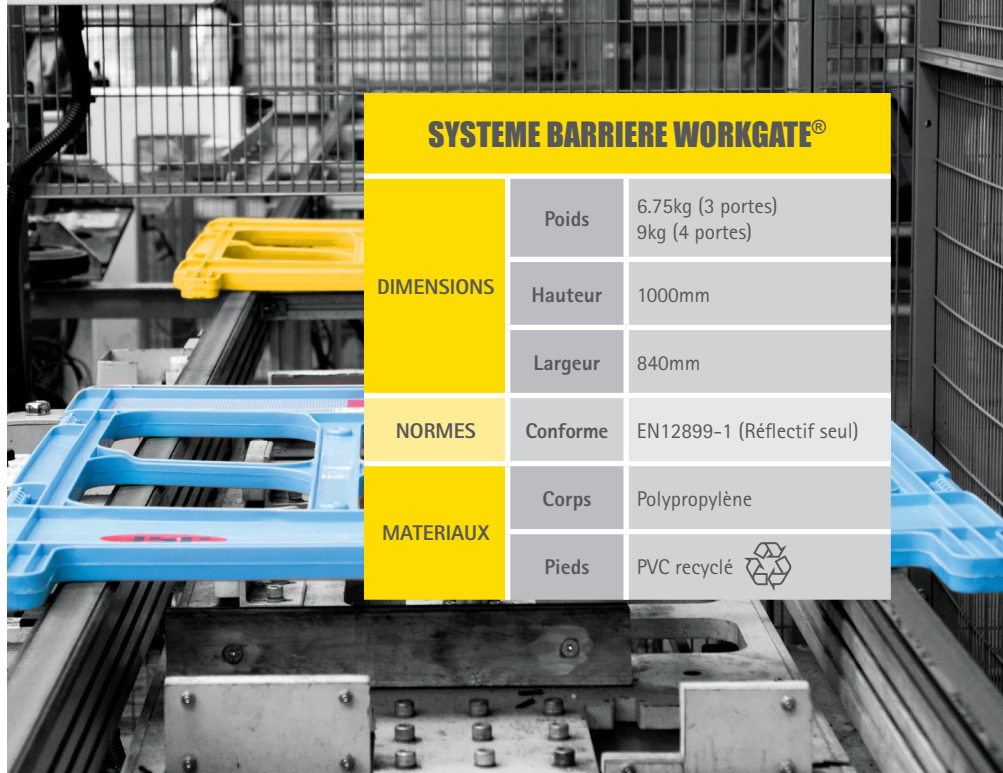 SYSTEME BARRIERE WORKGATE®
DIMENSIONS
Poids
6.75kg (3 portes)
9kg (4 portes)
Hauteur
1000mm
Largeur
840mm
NORMES
Conforme
EN12899-1 (Réflectif seul)
MATERIAUX
Corps
Polypropylène
Pieds
PVC recyclé
JSP